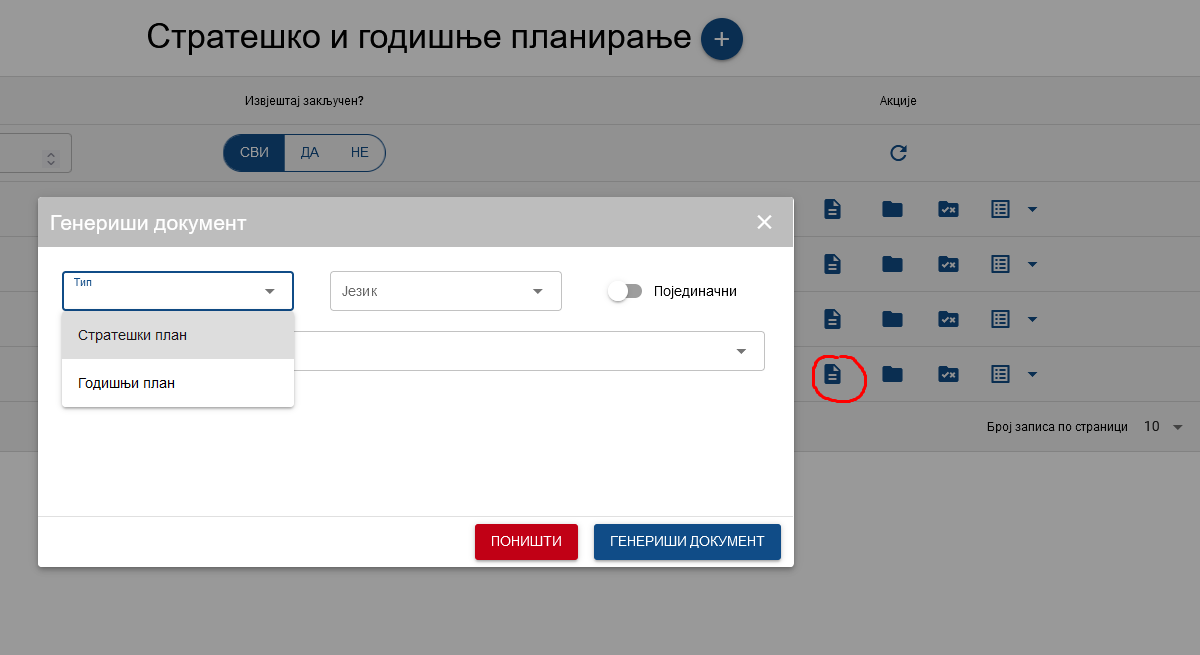 Стратешко и годишње планирање
Извјештај закључен?
Акције
СВИ ДА НЕ
Генериши документ
Тип
Језик
Појединачни
Стратешки план
Годишњи план
Број записа по страници 10
ПОНИШТИ
ГЕНЕРИШИ ДОКУМЕНТ